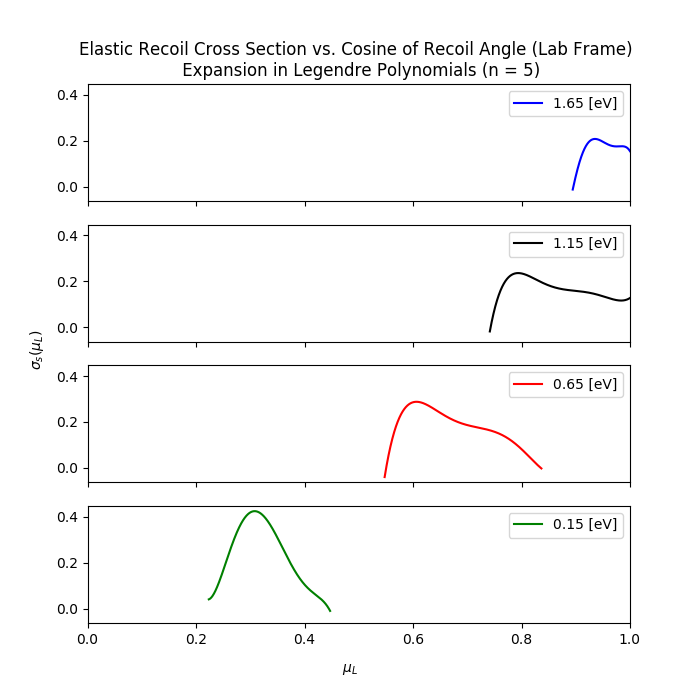 Elastic Recoil Cross Section vs. Cosine of Recoil Angle (Lab Frame)
Expansion in Legendre Polynomials (n = 5)
0.4
0.2
0.0
1.65 [eV]
0.4
0.2
0.0
1.15 [eV]
σₛ(μ_L)
0.4
0.2
0.0
0.65 [eV]
0.4
0.2
0.0
0.15 [eV]
0.0 0.2 0.4 0.6 0.8 1.0
μ_L